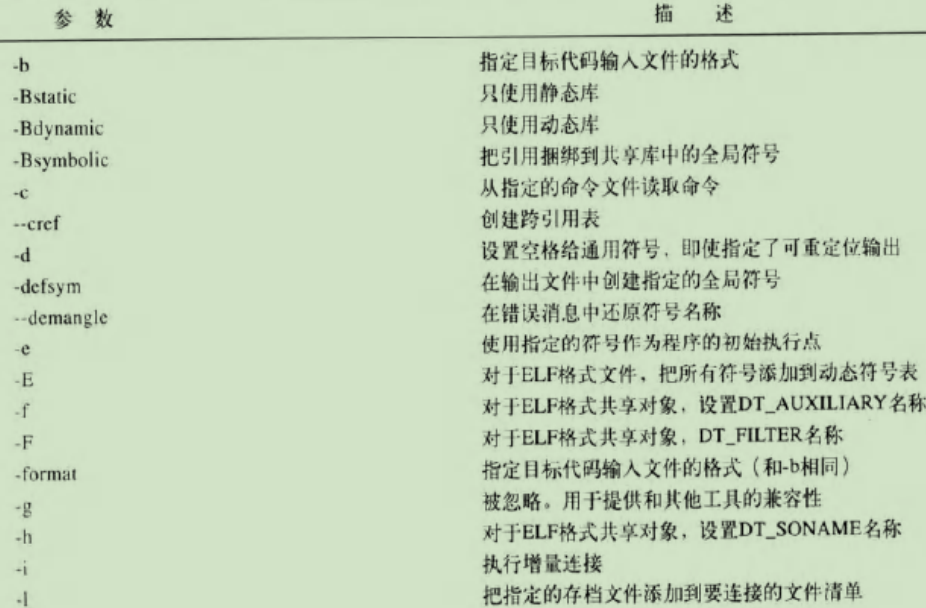 参 数 描 述
-b 指定目标代码输入文件的格式
-Bstatic 只使用静态库
-Bdynamic 只使用动态库
-Bsymbolic 把引用捆绑到共享库中的全局符号
-c 从指定的命令文件读取命令
--cref 创建跨引用表
-d 设置空格给通用符号，即使指定了可重定位输出
-defsym 在输出文件中创建指定的全局符号
--demangle 在错误消息中还原符号名称
-e 使用指定的符号作为程序的初始执行点
-E 对于ELF格式文件，把所有符号添加到动态符号表
-f 对于ELF格式共享对象，设置DT_AUXILIARY名称
-F 对于ELF格式共享对象，DT_FILTER名称
-format 指定目标代码输入文件的格式（和-b相同）
-g 被忽略。用于提供和其他工具的兼容性
-h 对于ELF格式共享对象，设置DT_SONAME名称
-i 执行增量连接
-l 把指定的存档文件添加到要连接的文件清单